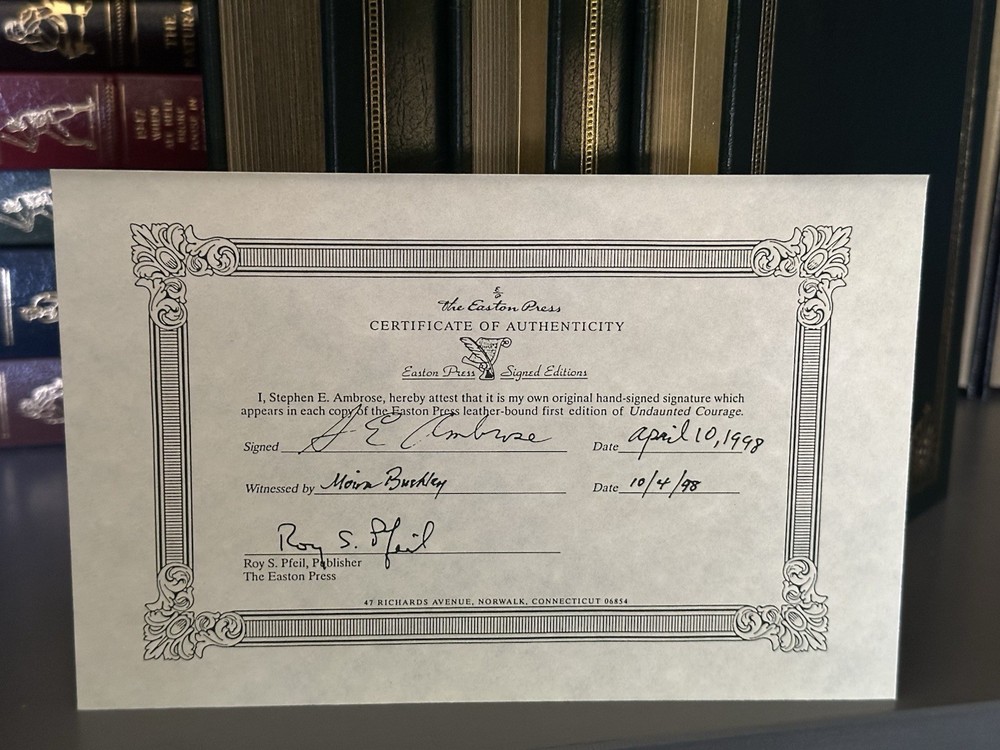 THE
E/P
the Easton Press
CERTIFICATE OF AUTHENTICITY
Easton Press Signed Editions
I, Stephen E. Ambrose, hereby attest that it is my own original hand-signed signature which
appears in each copy of the Easton Press leather-bound first edition of Undaunted Courage.
Signed S E Ambrose Date April 10, 1998
Witnessed by Moira Buckley Date 10/4/98
Roy S. Pfeil
Roy S. Pfeil, Publisher
The Easton Press
47 RICHARDS AVENUE, NORWALK, CONNECTICUT 06854